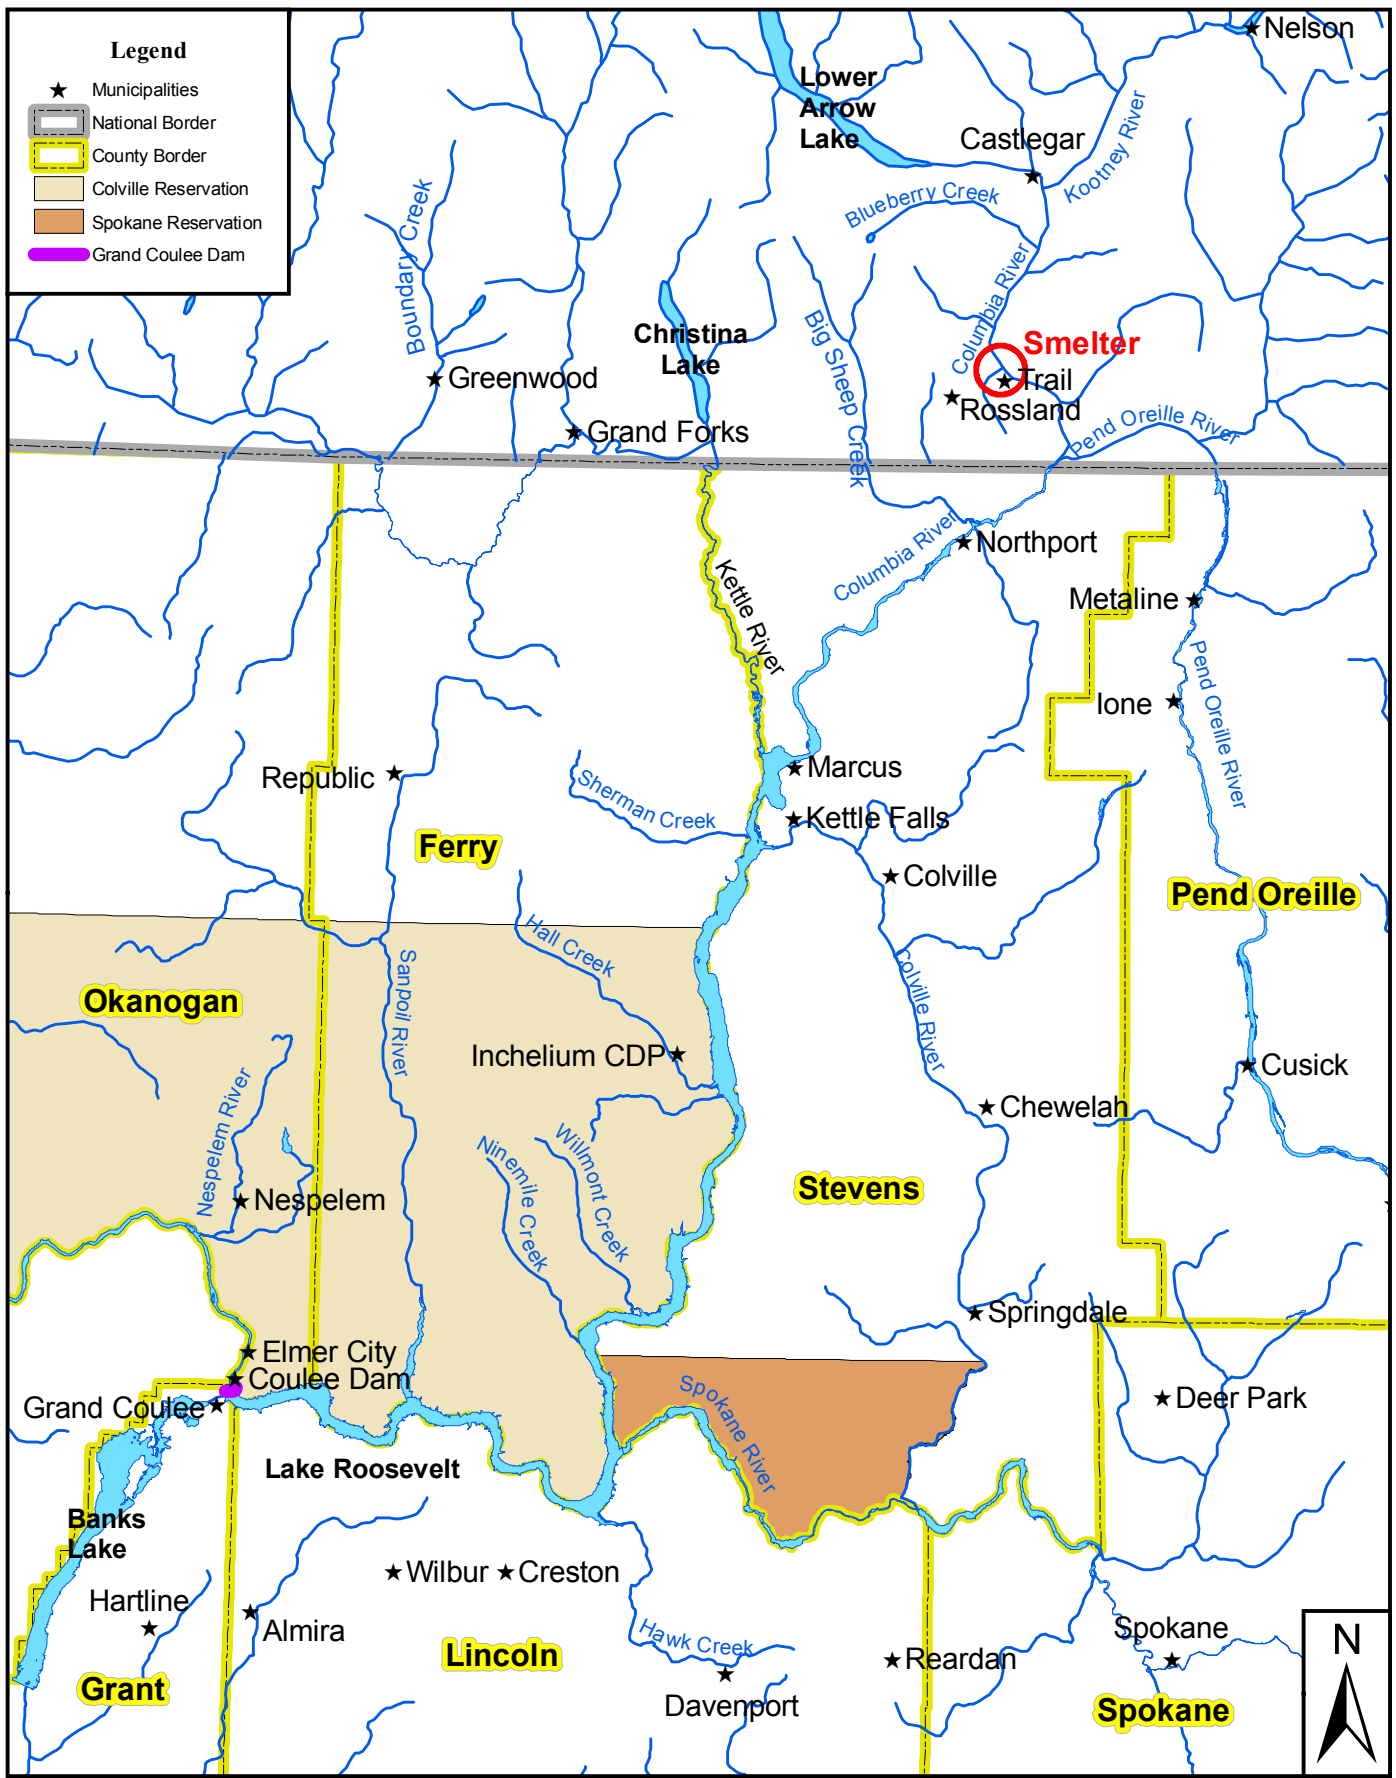 Legend
Municipalities
National Border
County Border
Colville Reservation
Spokane Reservation
Grand Coulee Dam
Nelson
Lower
Arrow
Lake
Castlegar
Kootney River
Blueberry Creek
Boundary Creek
Columbia River
Christina
Lake
Big Sheep Creek
Smelter
Trail
Greenwood
Rossland
Grand Forks
Pend Oreille River
Columbia River
Northport
Kettle River
Metaline
Pend Oreille River
Ione
Republic
Marcus
Sherman Creek
Kettle Falls
Ferry
Colville
Pend Oreille
Hall Creek
Sanpoil River
Colville River
Okanogan
Inchelium CDP
Cusick
Nespelem River
Chewelah
Ninemile Creek
Willmont Creek
Stevens
Nespelem
Springdale
Elmer City
Coulee Dam
Grand Coulee
Spokane River
Deer Park
Lake Roosevelt
Banks
Lake
Wilbur
Creston
Hartline
Almira
Hawk Creek
Spokane
N
Lincoln
Reardan
Grant
Davenport
Spokane